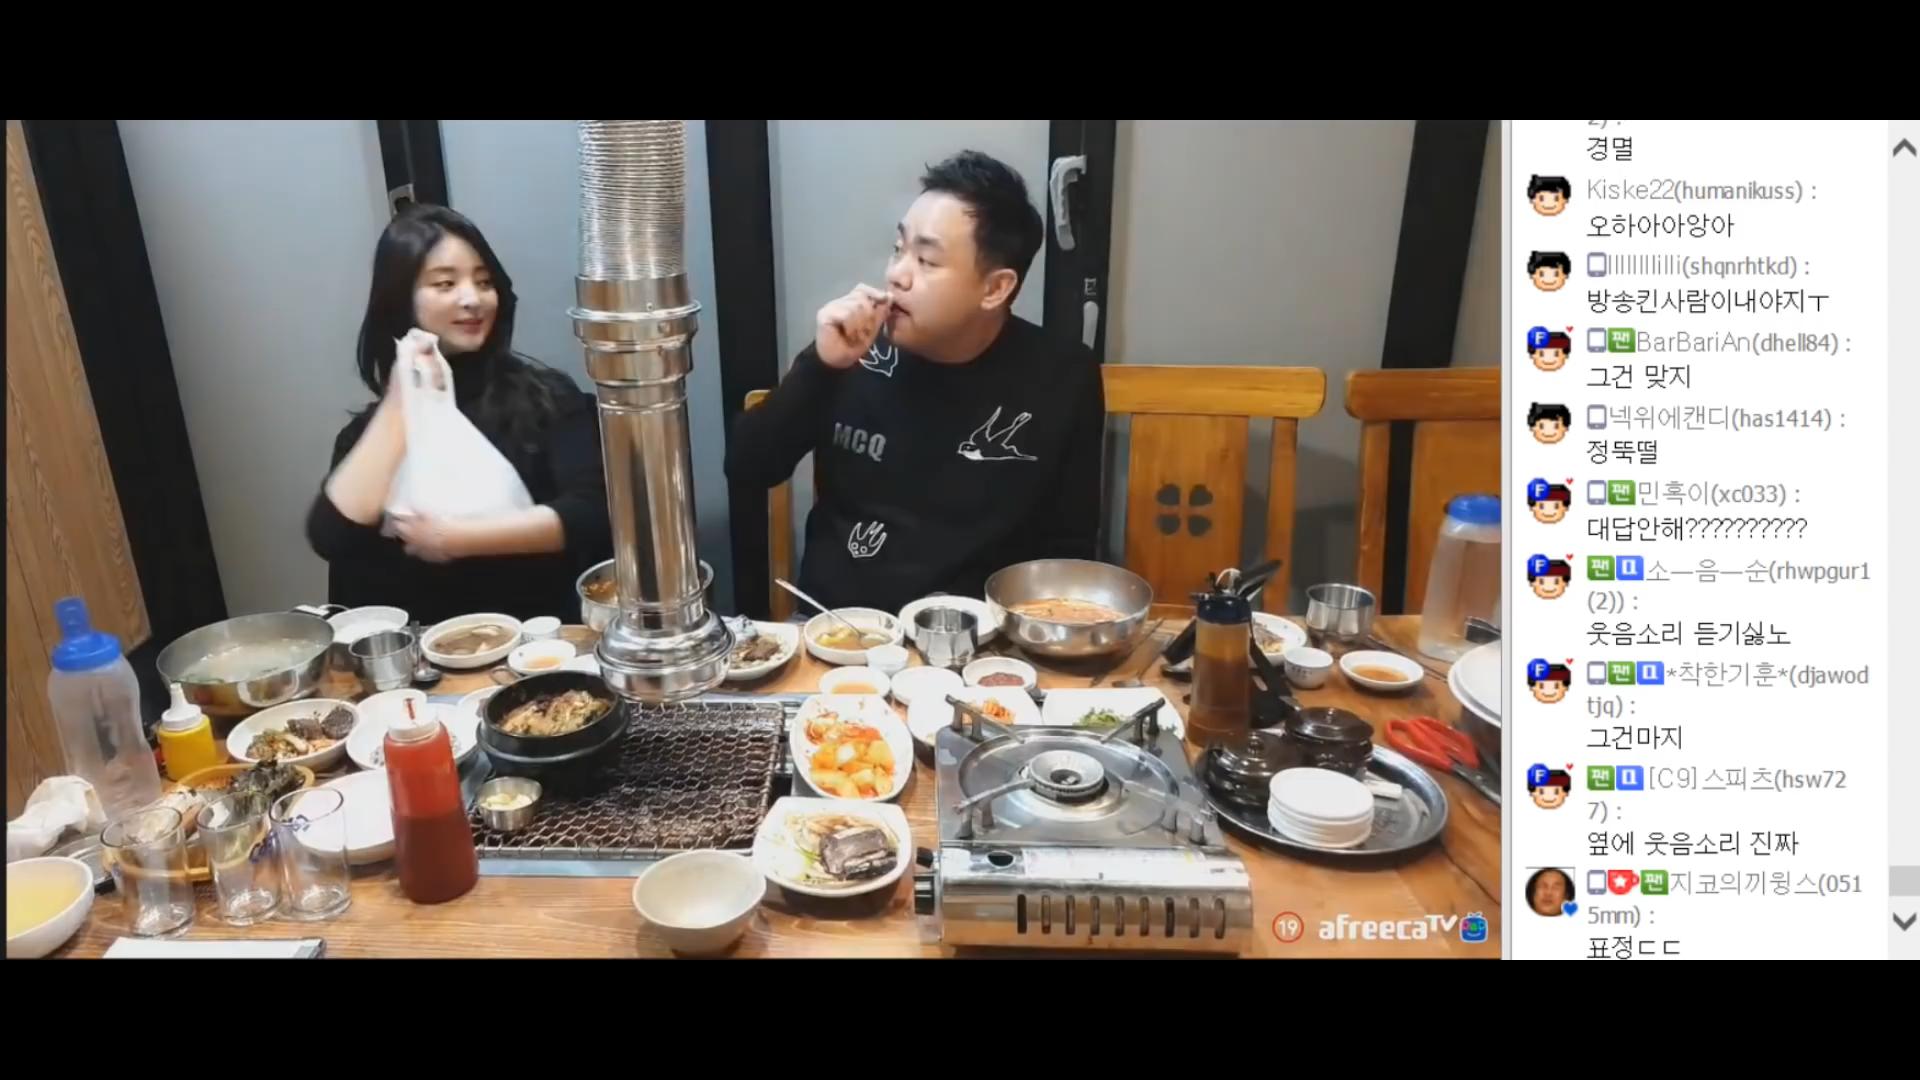 MCQ
19 afreecaTV
2) :
경멸
Kiske22(humanikuss) :
오하아아앙아
(shqnrhtkd) :
방송킨사람이내야지ㅜ
팬BarBariAn(dhell84) :
그건 맞지
넥위에캔디(has1414) :
정뚝떨
팬민혹이(xc033) :
대답안해??????????
팬 소ㅡ음ㅡ순(rhwpgur1
(2)) :
웃음소리 듣기싫노
팬 *착한기훈*(djawod
tjq) :
그건마지
팬 [C9]스피츠(hsw72
7) :
옆에 웃음소리 진짜
팬지코의끼윙스(051
5mm) :
표정ㄷㄷ